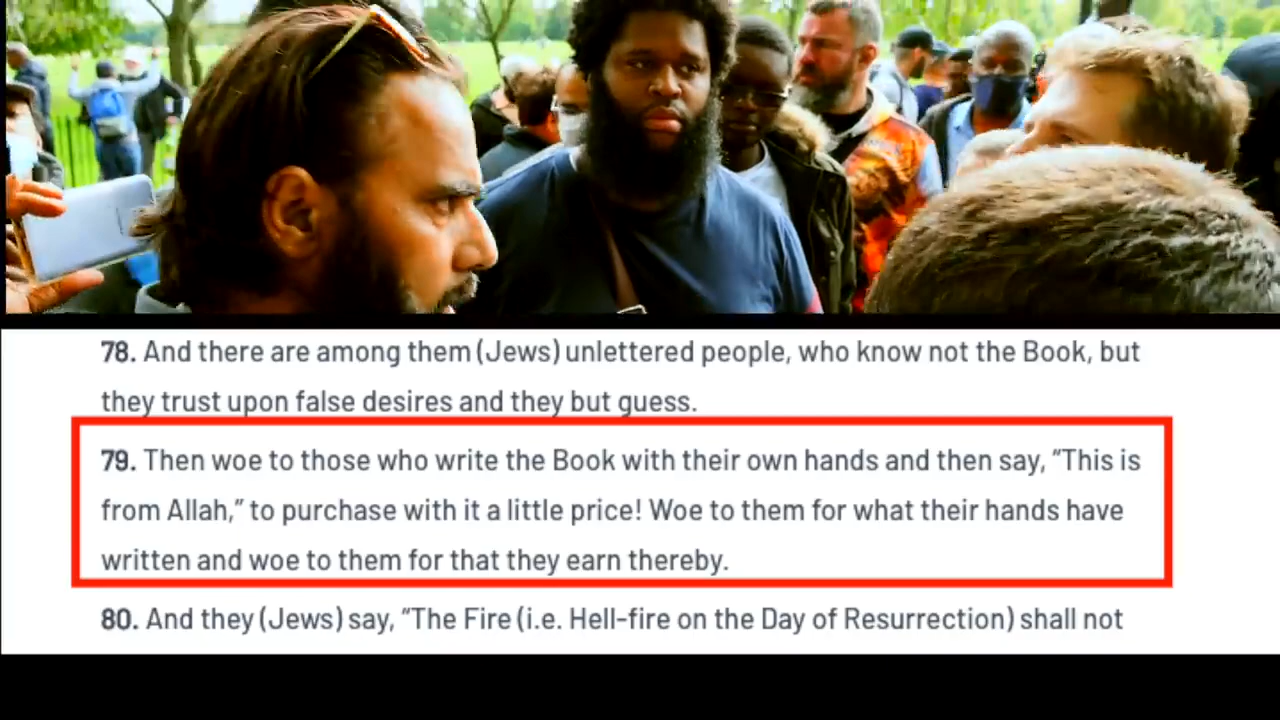 78. And there are among them (Jews) unlettered people, who know not the Book, but
they trust upon false desires and they but guess.
79. Then woe to those who write the Book with their own hands and then say, “This is
from Allah,” to purchase with it a little price! Woe to them for what their hands have
written and woe to them for that they earn thereby.
80. And they (Jews) say, “The Fire (i.e. Hell-fire on the Day of Resurrection) shall not